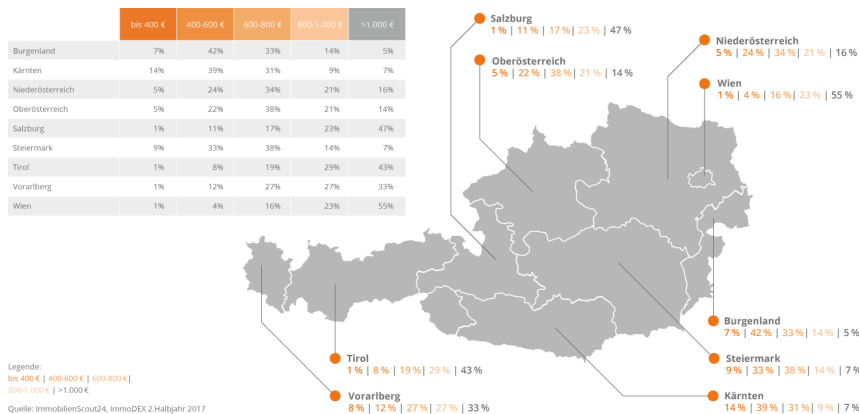 bis 400 € 400-600 € 600-800 € 800-1.000 € >1.000 €
Burgenland 7% 42% 33% 14% 5%
Kärnten 14% 39% 31% 9% 7%
Niederösterreich 5% 24% 34% 21% 16%
Oberösterreich 5% 22% 38% 21% 14%
Salzburg 1% 11% 17% 23% 47%
Steiermark 9% 33% 38% 14% 7%
Tirol 1% 8% 19% 29% 43%
Vorarlberg 1% 12% 27% 27% 33%
Wien 1% 4% 16% 23% 55%
Salzburg
1 % | 11 % | 17 % | 23 % | 47 %
Oberösterreich
5 % | 22 % | 38 % | 21 % | 14 %
Niederösterreich
5 % | 24 % | 34 % | 21 % | 16 %
Wien
1 % | 4 % | 16 % | 23 % | 55 %
Burgenland
7 % | 42 % | 33 % | 14 % | 5 %
Steiermark
9 % | 33 % | 38 % | 14 % | 7 %
Kärnten
14 % | 39 % | 31 % | 9 % | 7 %
Tirol
1 % | 8 % | 19 % | 29 % | 43 %
Vorarlberg
8 % | 12 % | 27 % | 27 % | 33 %
Legende:
bis 400 € | 400-600 € | 600-800 € |
800-1.000 € | >1.000 €
Quelle: ImmobilienScout24, ImmoDEX 2.Halbjahr 2017